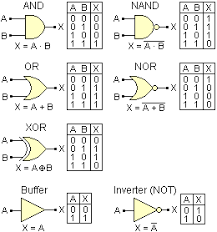 AND
A
B
X
X = A · B
A B X
0 0 0
0 1 0
1 0 0
1 1 1
NAND
A
B
X
X = A · B
A B X
0 0 1
0 1 1
1 0 1
1 1 0
OR
A
B
X
X = A + B
A B X
0 0 0
0 1 1
1 0 1
1 1 1
NOR
A
B
X
X = A + B
A B X
0 0 1
0 1 0
1 0 0
1 1 0
XOR
A
B
X
X = A⊕B
A B X
0 0 0
0 1 1
1 0 1
1 1 0
Buffer
A
X
X = A
A X
0 0
1 1
Inverter (NOT)
A
X
X = A̅
A X
0 1
1 0